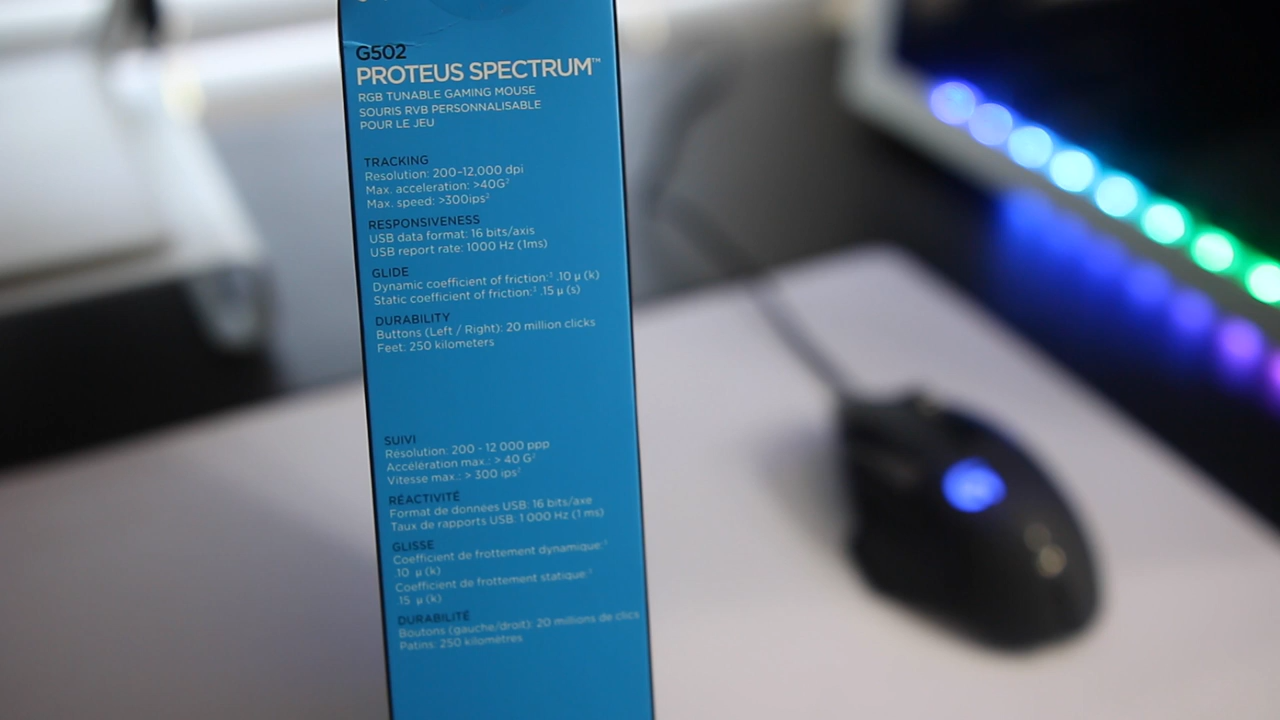 G502
PROTEUS SPECTRUM™
RGB TUNABLE GAMING MOUSE
SOURIS RVB PERSONNALISABLE
POUR LE JEU
TRACKING
Resolution: 200–12,000 dpi
Max. acceleration: >40G²
Max. speed: >300ips²
RESPONSIVENESS
USB data format: 16 bits/axis
USB report rate: 1000 Hz (1ms)
GLIDE
Dynamic coefficient of friction:³ .10 µ (k)
Static coefficient of friction:³ .15 µ (s)
DURABILITY
Buttons (Left / Right): 20 million clicks
Feet: 250 kilometers
SUIVI
Résolution: 200 - 12 000 ppp
Accélération max.: > 40 G²
Vitesse max.: > 300 ips²
RÉACTIVITÉ
Format de données USB: 16 bits/axe
Taux de rapports USB: 1 000 Hz (1 ms)
GLISSE
Coefficient de frottement dynamique:³
.10 µ (k)
Coefficient de frottement statique:³
.15 µ (k)
DURABILITÉ
Boutons (gauche/droit): 20 millions de clics
Patins: 250 kilomètres